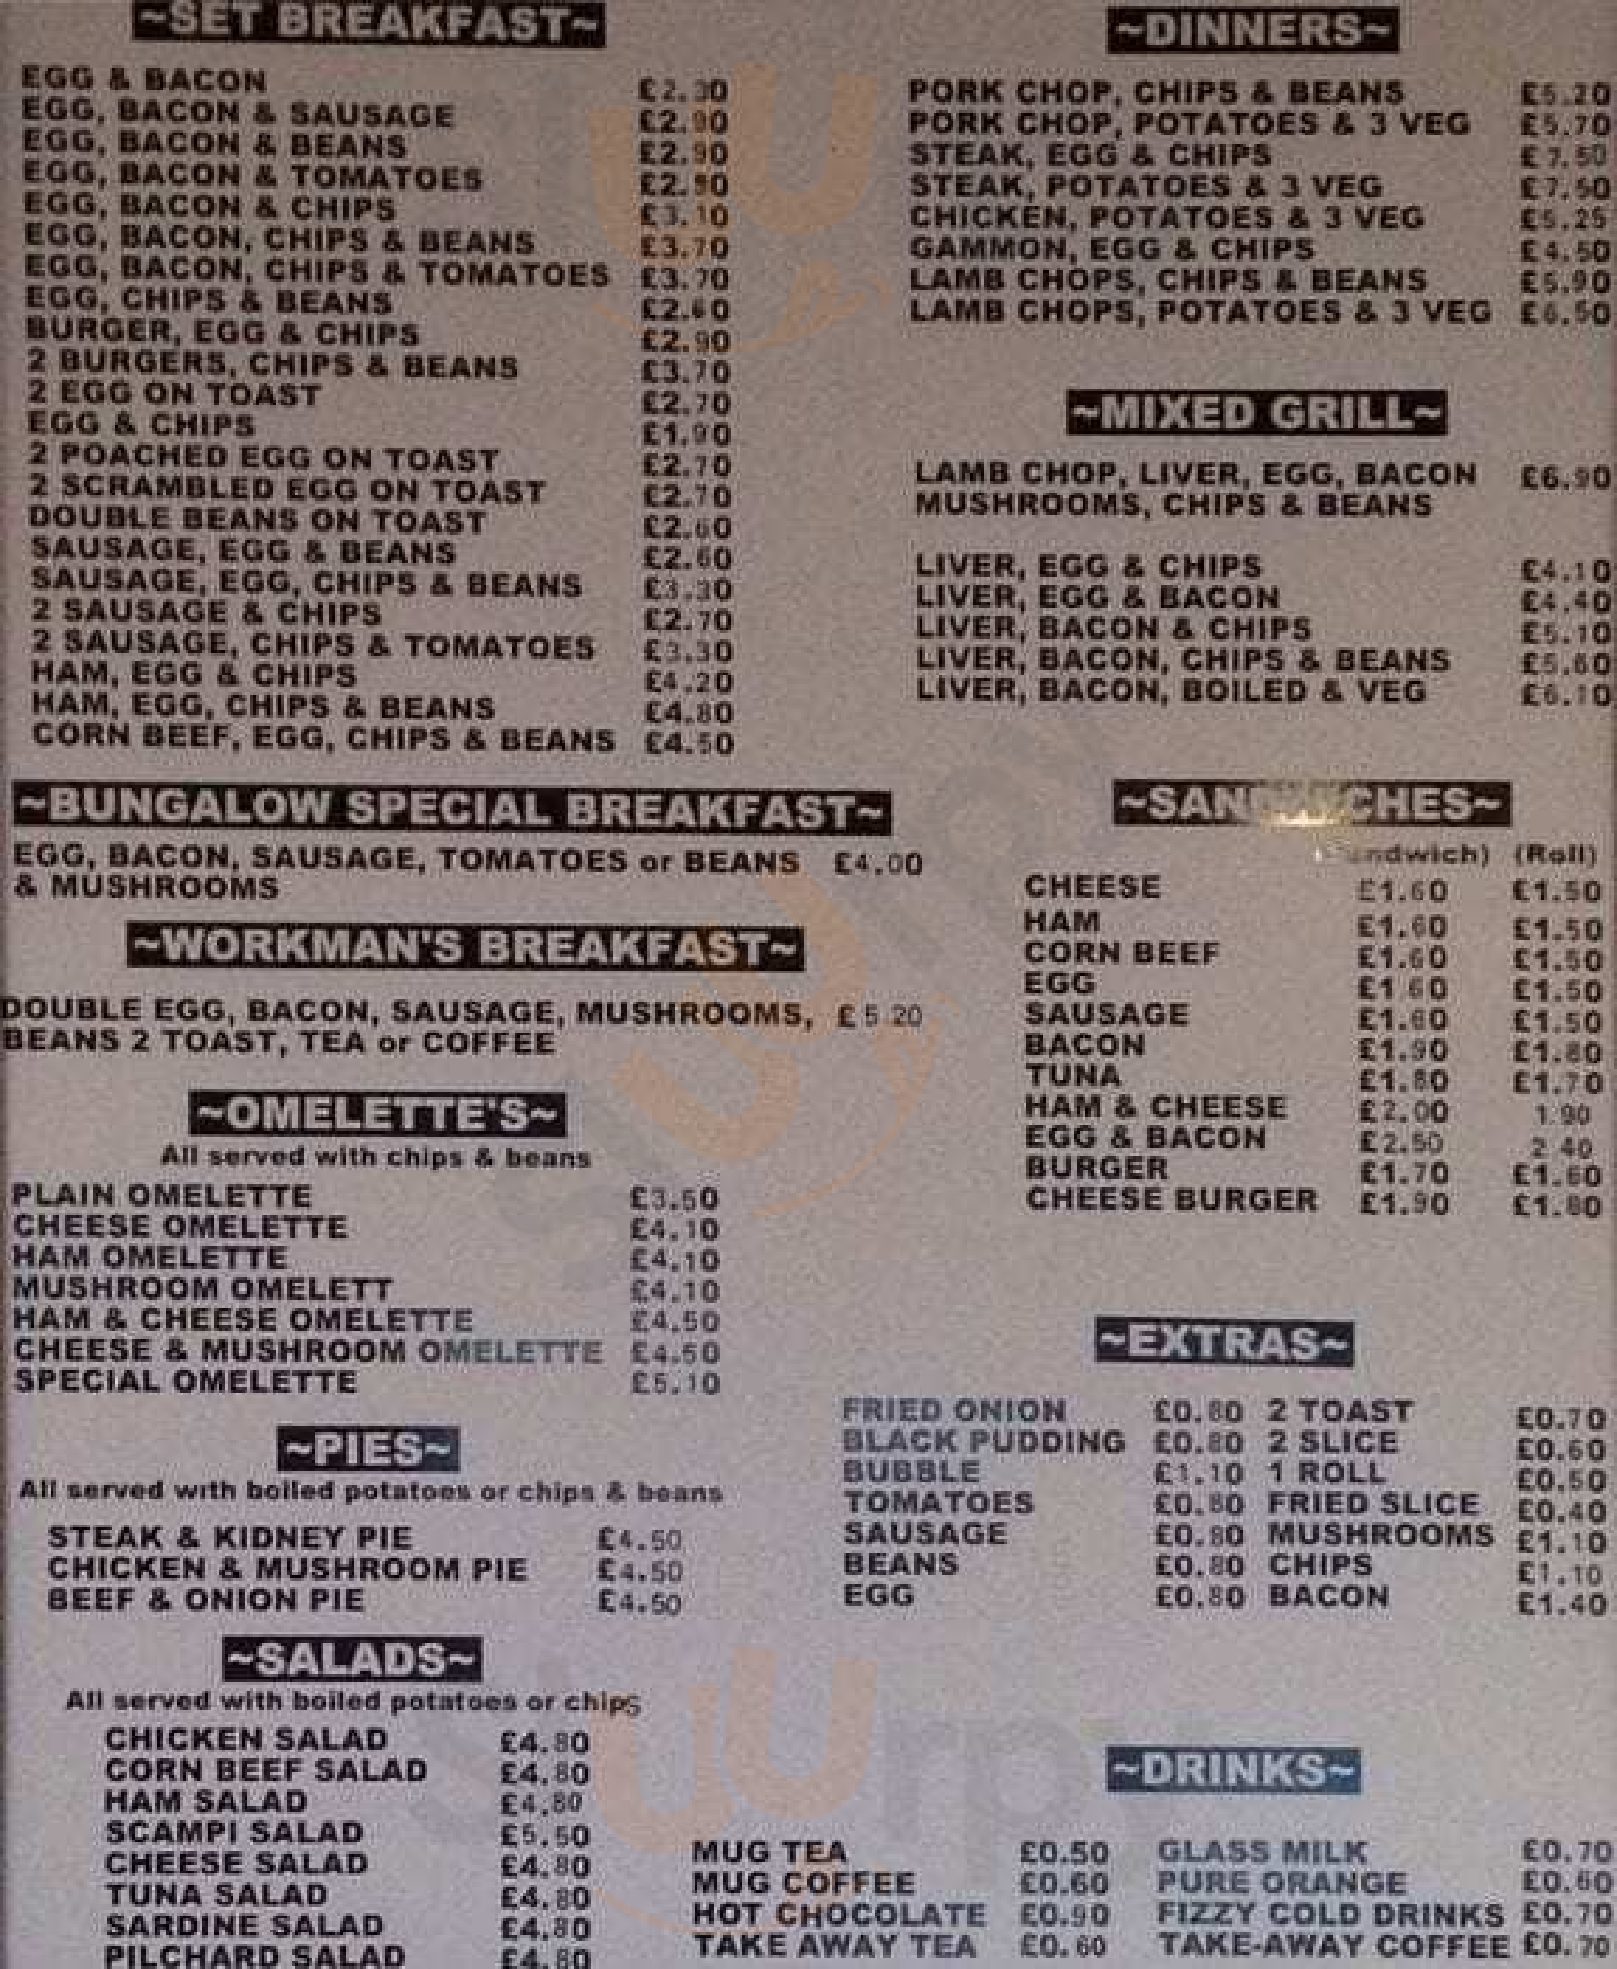 ~SET BREAKFAST~
EGG & BACON £2.30
EGG, BACON & SAUSAGE £2.90
EGG, BACON & BEANS £2.90
EGG, BACON & TOMATOES £2.90
EGG, BACON & CHIPS £3.10
EGG, BACON, CHIPS & BEANS £3.70
EGG, BACON, CHIPS & TOMATOES £3.70
EGG, CHIPS & BEANS £2.60
BURGER, EGG & CHIPS £2.90
2 BURGERS, CHIPS & BEANS £3.70
2 EGG ON TOAST £2.70
EGG & CHIPS £1.90
2 POACHED EGG ON TOAST £2.70
2 SCRAMBLED EGG ON TOAST £2.70
DOUBLE BEANS ON TOAST £2.60
SAUSAGE, EGG & BEANS £2.60
SAUSAGE, EGG, CHIPS & BEANS £3.30
2 SAUSAGE & CHIPS £2.70
2 SAUSAGE, CHIPS & TOMATOES £3.30
HAM, EGG & CHIPS £4.20
HAM, EGG, CHIPS & BEANS £4.80
CORN BEEF, EGG, CHIPS & BEANS £4.50
~BUNGALOW SPECIAL BREAKFAST~
EGG, BACON, SAUSAGE, TOMATOES or BEANS £4.00
& MUSHROOMS
~WORKMAN'S BREAKFAST~
DOUBLE EGG, BACON, SAUSAGE, MUSHROOMS, £5 20
BEANS 2 TOAST, TEA or COFFEE
~OMELETTE'S~
All served with chips & beans
PLAIN OMELETTE £3.50
CHEESE OMELETTE £4.10
HAM OMELETTE £4.10
MUSHROOM OMELETT £4.10
HAM & CHEESE OMELETTE £4.50
CHEESE & MUSHROOM OMELETTE £4.50
SPECIAL OMELETTE £5.10
~PIES~
All served with boiled potatoes or chips & beans
STEAK & KIDNEY PIE £4.50
CHICKEN & MUSHROOM PIE £4.50
BEEF & ONION PIE £4.50
~SALADS~
All served with boiled potatoes or chips
CHICKEN SALAD £4.80
CORN BEEF SALAD £4.80
HAM SALAD £4.80
SCAMPI SALAD £5.50
CHEESE SALAD £4.80
TUNA SALAD £4.80
SARDINE SALAD £4.80
PILCHARD SALAD £4.80
~DINNERS~
PORK CHOP, CHIPS & BEANS £5.20
PORK CHOP, POTATOES & 3 VEG £5.70
STEAK, EGG & CHIPS £7.50
STEAK, POTATOES & 3 VEG £7.50
CHICKEN, POTATOES & 3 VEG £5.25
GAMMON, EGG & CHIPS £4.50
LAMB CHOPS, CHIPS & BEANS £5.90
LAMB CHOPS, POTATOES & 3 VEG £6.50
~MIXED GRILL~
LAMB CHOP, LIVER, EGG, BACON £6.90
MUSHROOMS, CHIPS & BEANS
LIVER, EGG & CHIPS £4.10
LIVER, EGG & BACON £4.40
LIVER, BACON & CHIPS £5.10
LIVER, BACON, CHIPS & BEANS £5.60
LIVER, BACON, BOILED & VEG £6.10
~SANDWICHES~
(Sandwich) (Roll)
CHEESE £1.60 £1.50
HAM £1.60 £1.50
CORN BEEF £1.60 £1.50
EGG £1 60 £1.50
SAUSAGE £1.60 £1.50
BACON £1.90 £1.80
TUNA £1.80 £1.70
HAM & CHEESE £2.00 1.90
EGG & BACON £2.50 2 40
BURGER £1.70 £1.60
CHEESE BURGER £1.90 £1.80
~EXTRAS~
FRIED ONION £0.80 2 TOAST £0.70
BLACK PUDDING £0.80 2 SLICE £0.60
BUBBLE £1.10 1 ROLL £0.50
TOMATOES £0.80 FRIED SLICE £0.40
SAUSAGE £0.80 MUSHROOMS £1.10
BEANS £0.80 CHIPS £1.10
EGG £0.80 BACON £1.40
~DRINKS~
MUG TEA £0.50 GLASS MILK £0.70
MUG COFFEE £0.60 PURE ORANGE £0.60
HOT CHOCOLATE £0.90 FIZZY COLD DRINKS £0.70
TAKE AWAY TEA £0.60 TAKE-AWAY COFFEE £0.70